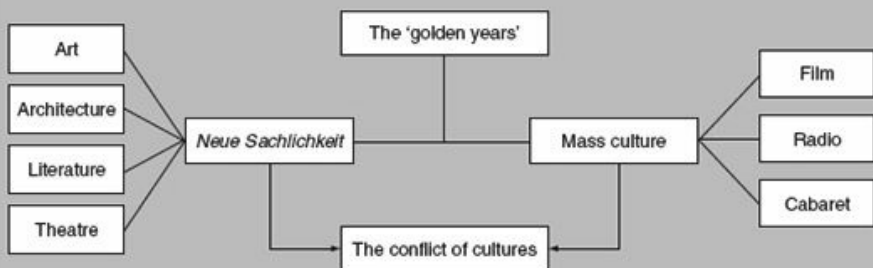 The ‘golden years’
Art
Architecture
Literature
Theatre
Neue Sachlichkeit
Mass culture
Film
Radio
Cabaret
The conflict of cultures